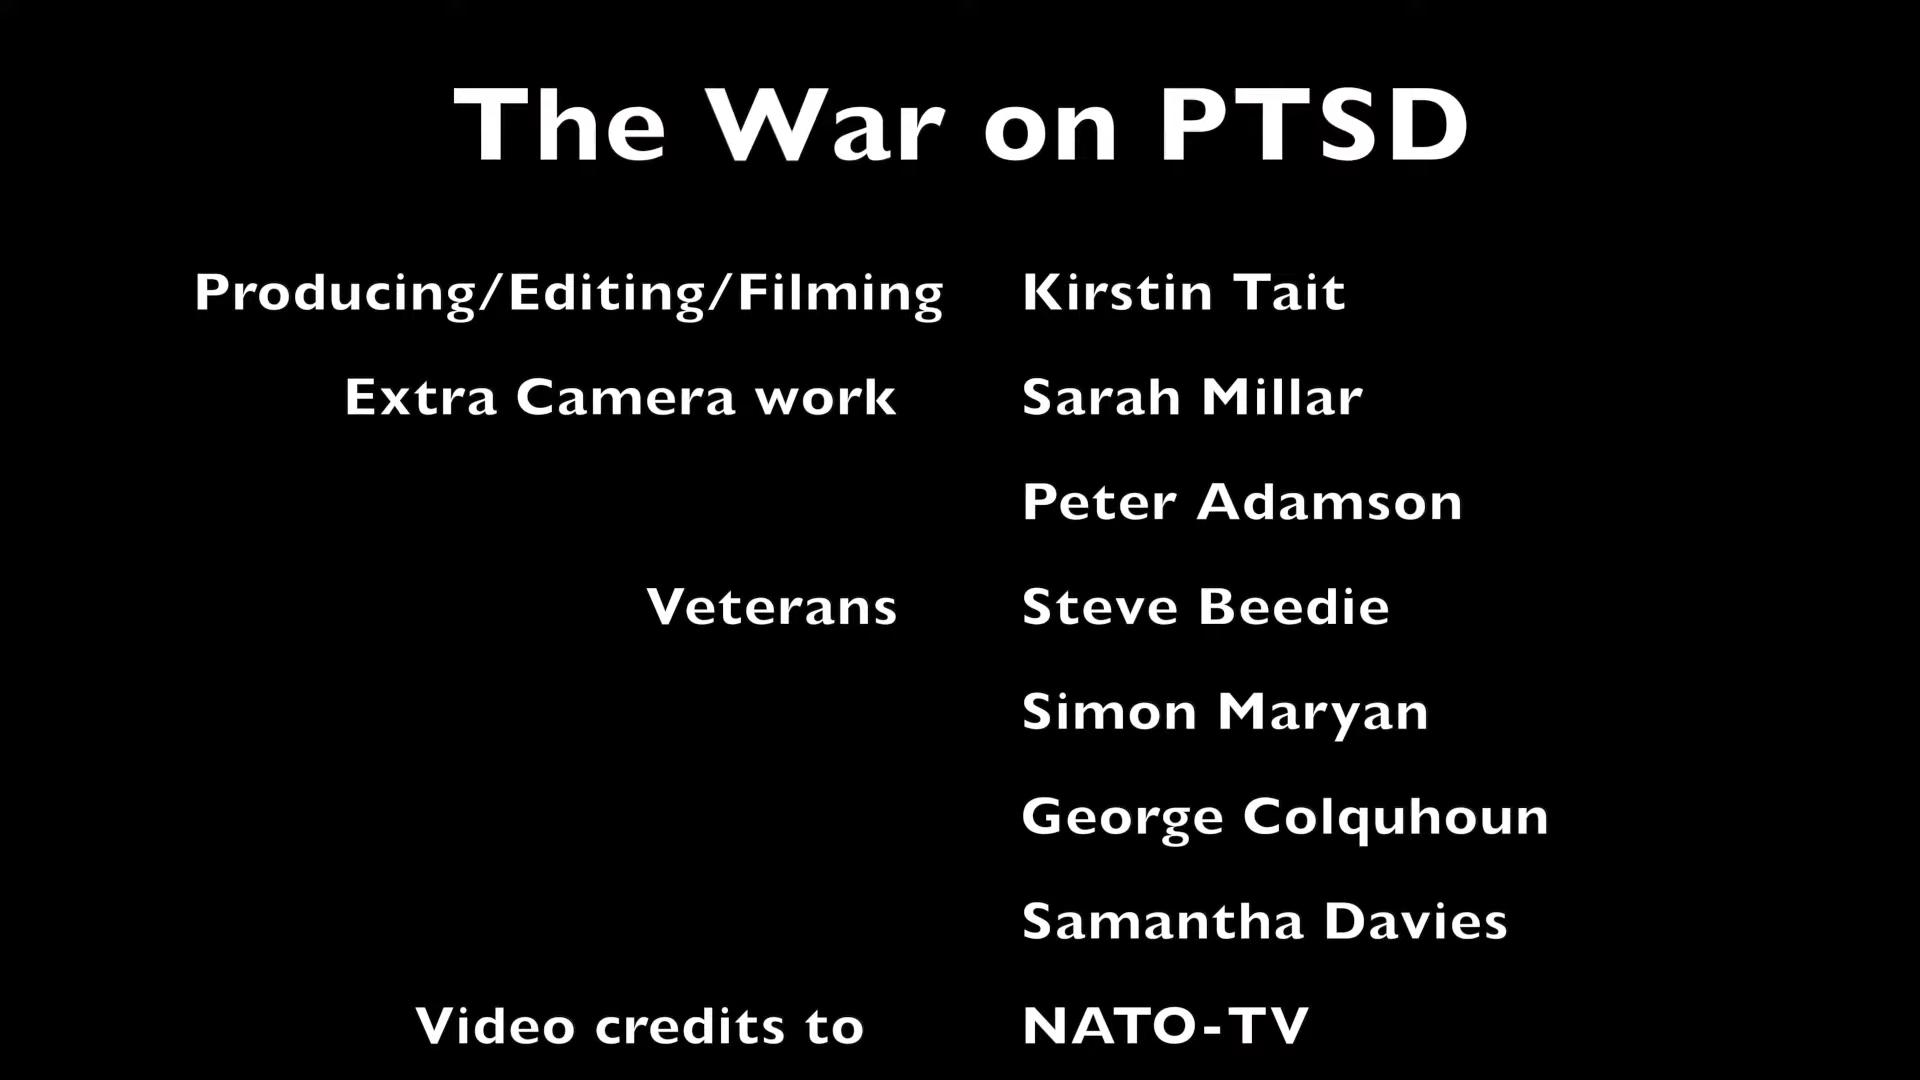 The War on PTSD
Producing/Editing/Filming Kirstin Tait
Extra Camera work Sarah Millar
Peter Adamson
Veterans Steve Beedie
Simon Maryan
George Colquhoun
Samantha Davies
Video credits to NATO-TV